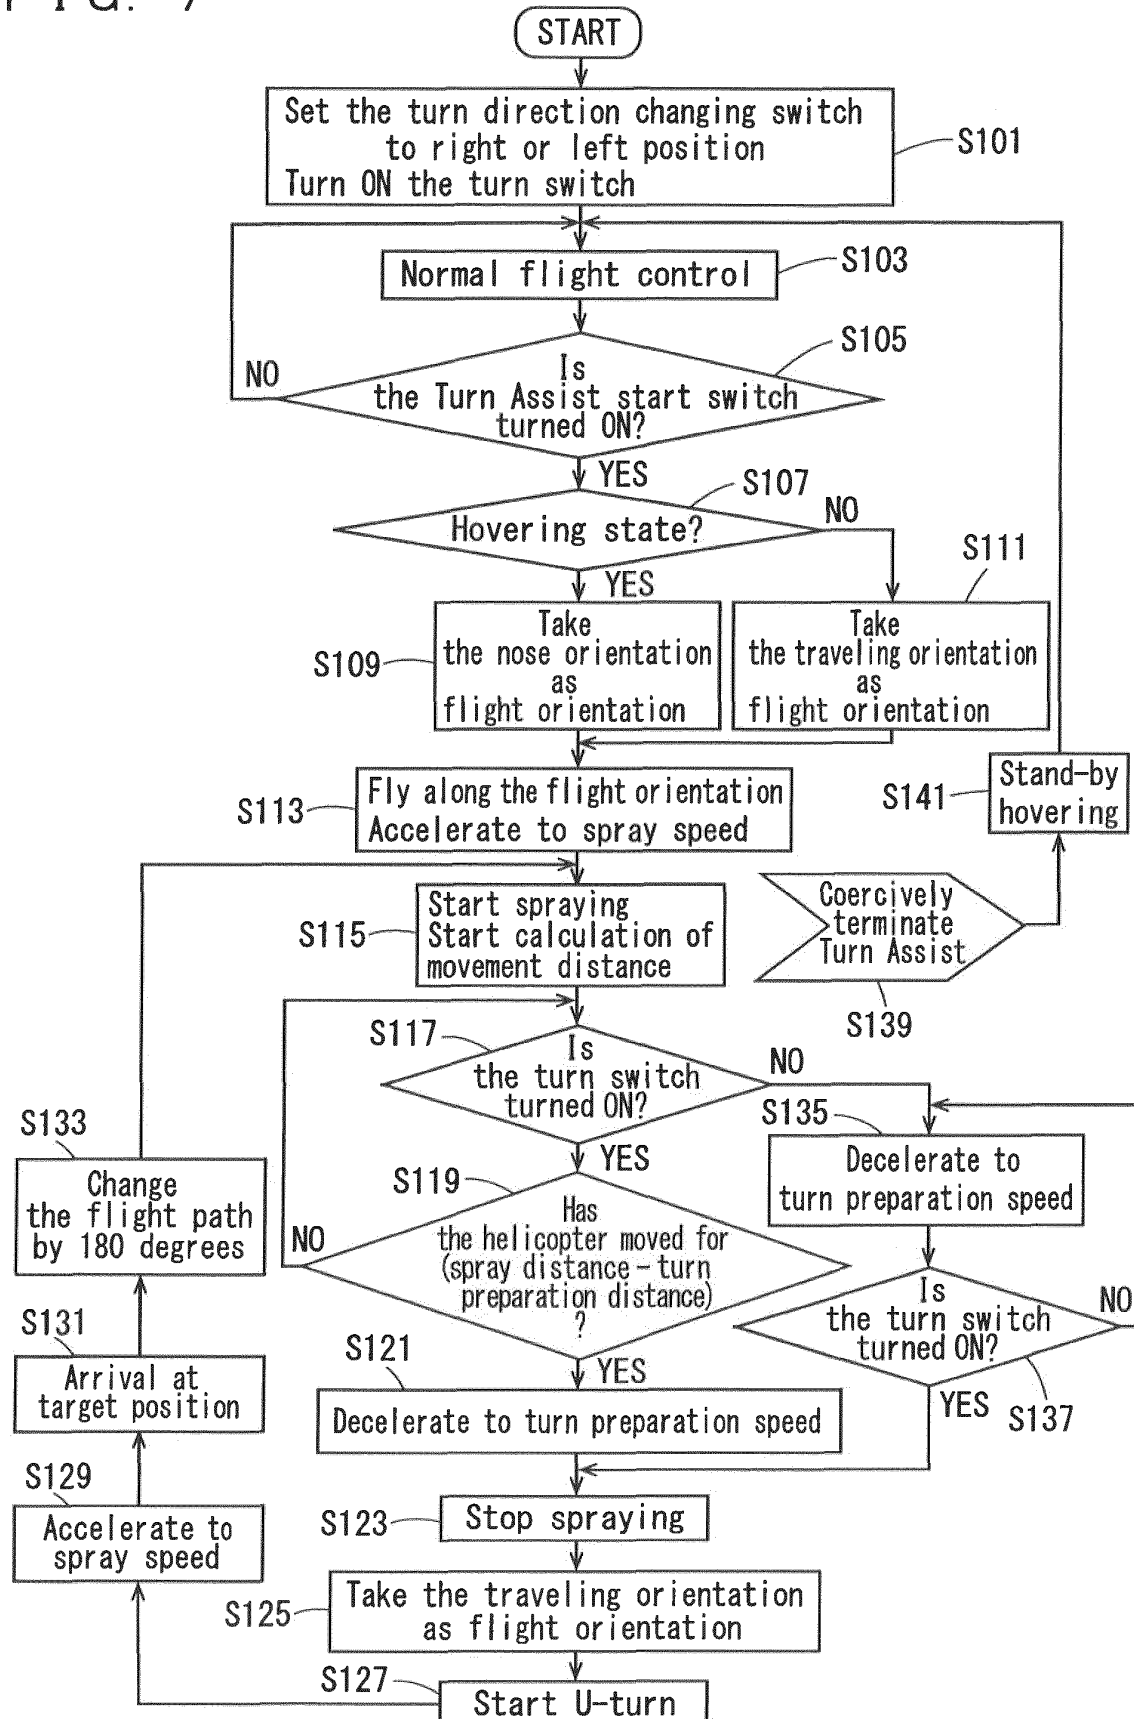 FIG. 7
START
Set the turn direction changing switch
to right or left position
Turn ON the turn switch
S101
Normal flight control
S103
S105
Is
the Turn Assist start switch
turned ON?
NO
YES
S107
Hovering state?
NO
YES
S111
S109
Take
the nose orientation
as
flight orientation
Take
the traveling orientation
as
flight orientation
S113
Fly along the flight orientation
Accelerate to spray speed
S141
Stand-by
hovering
S115
Start spraying
Start calculation of
movement distance
Coercively
terminate
Turn Assist
S139
S117
Is
the turn switch
turned ON?
NO
YES
S135
Decelerate to
turn preparation speed
S133
Change
the flight path
by 180 degrees
S119
Has
the helicopter moved for
(spray distance-turn
preparation distance)
?
NO
YES
Is
the turn switch
turned ON?
NO
YES
S137
S131
Arrival at
target position
S121
Decelerate to turn preparation speed
S129
Accelerate to
spray speed
S123
Stop spraying
S125
Take the traveling orientation
as flight orientation
S127
Start U-turn